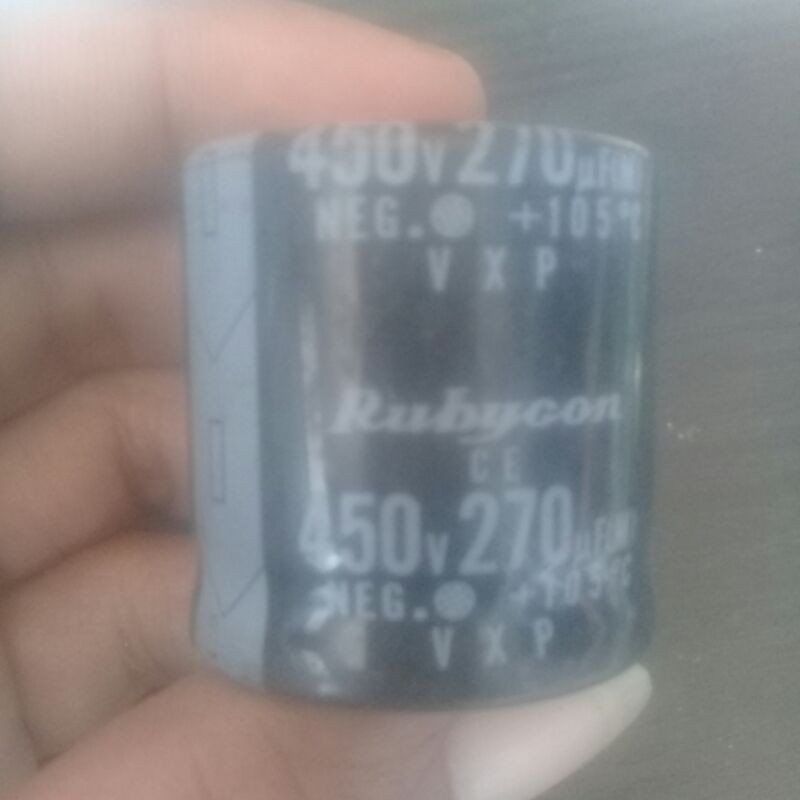 450V 270µF(M)
NEG. +105°C
VXP
Rubycon
CE
450V 270µF(M)
NEG. +105°C
VXP